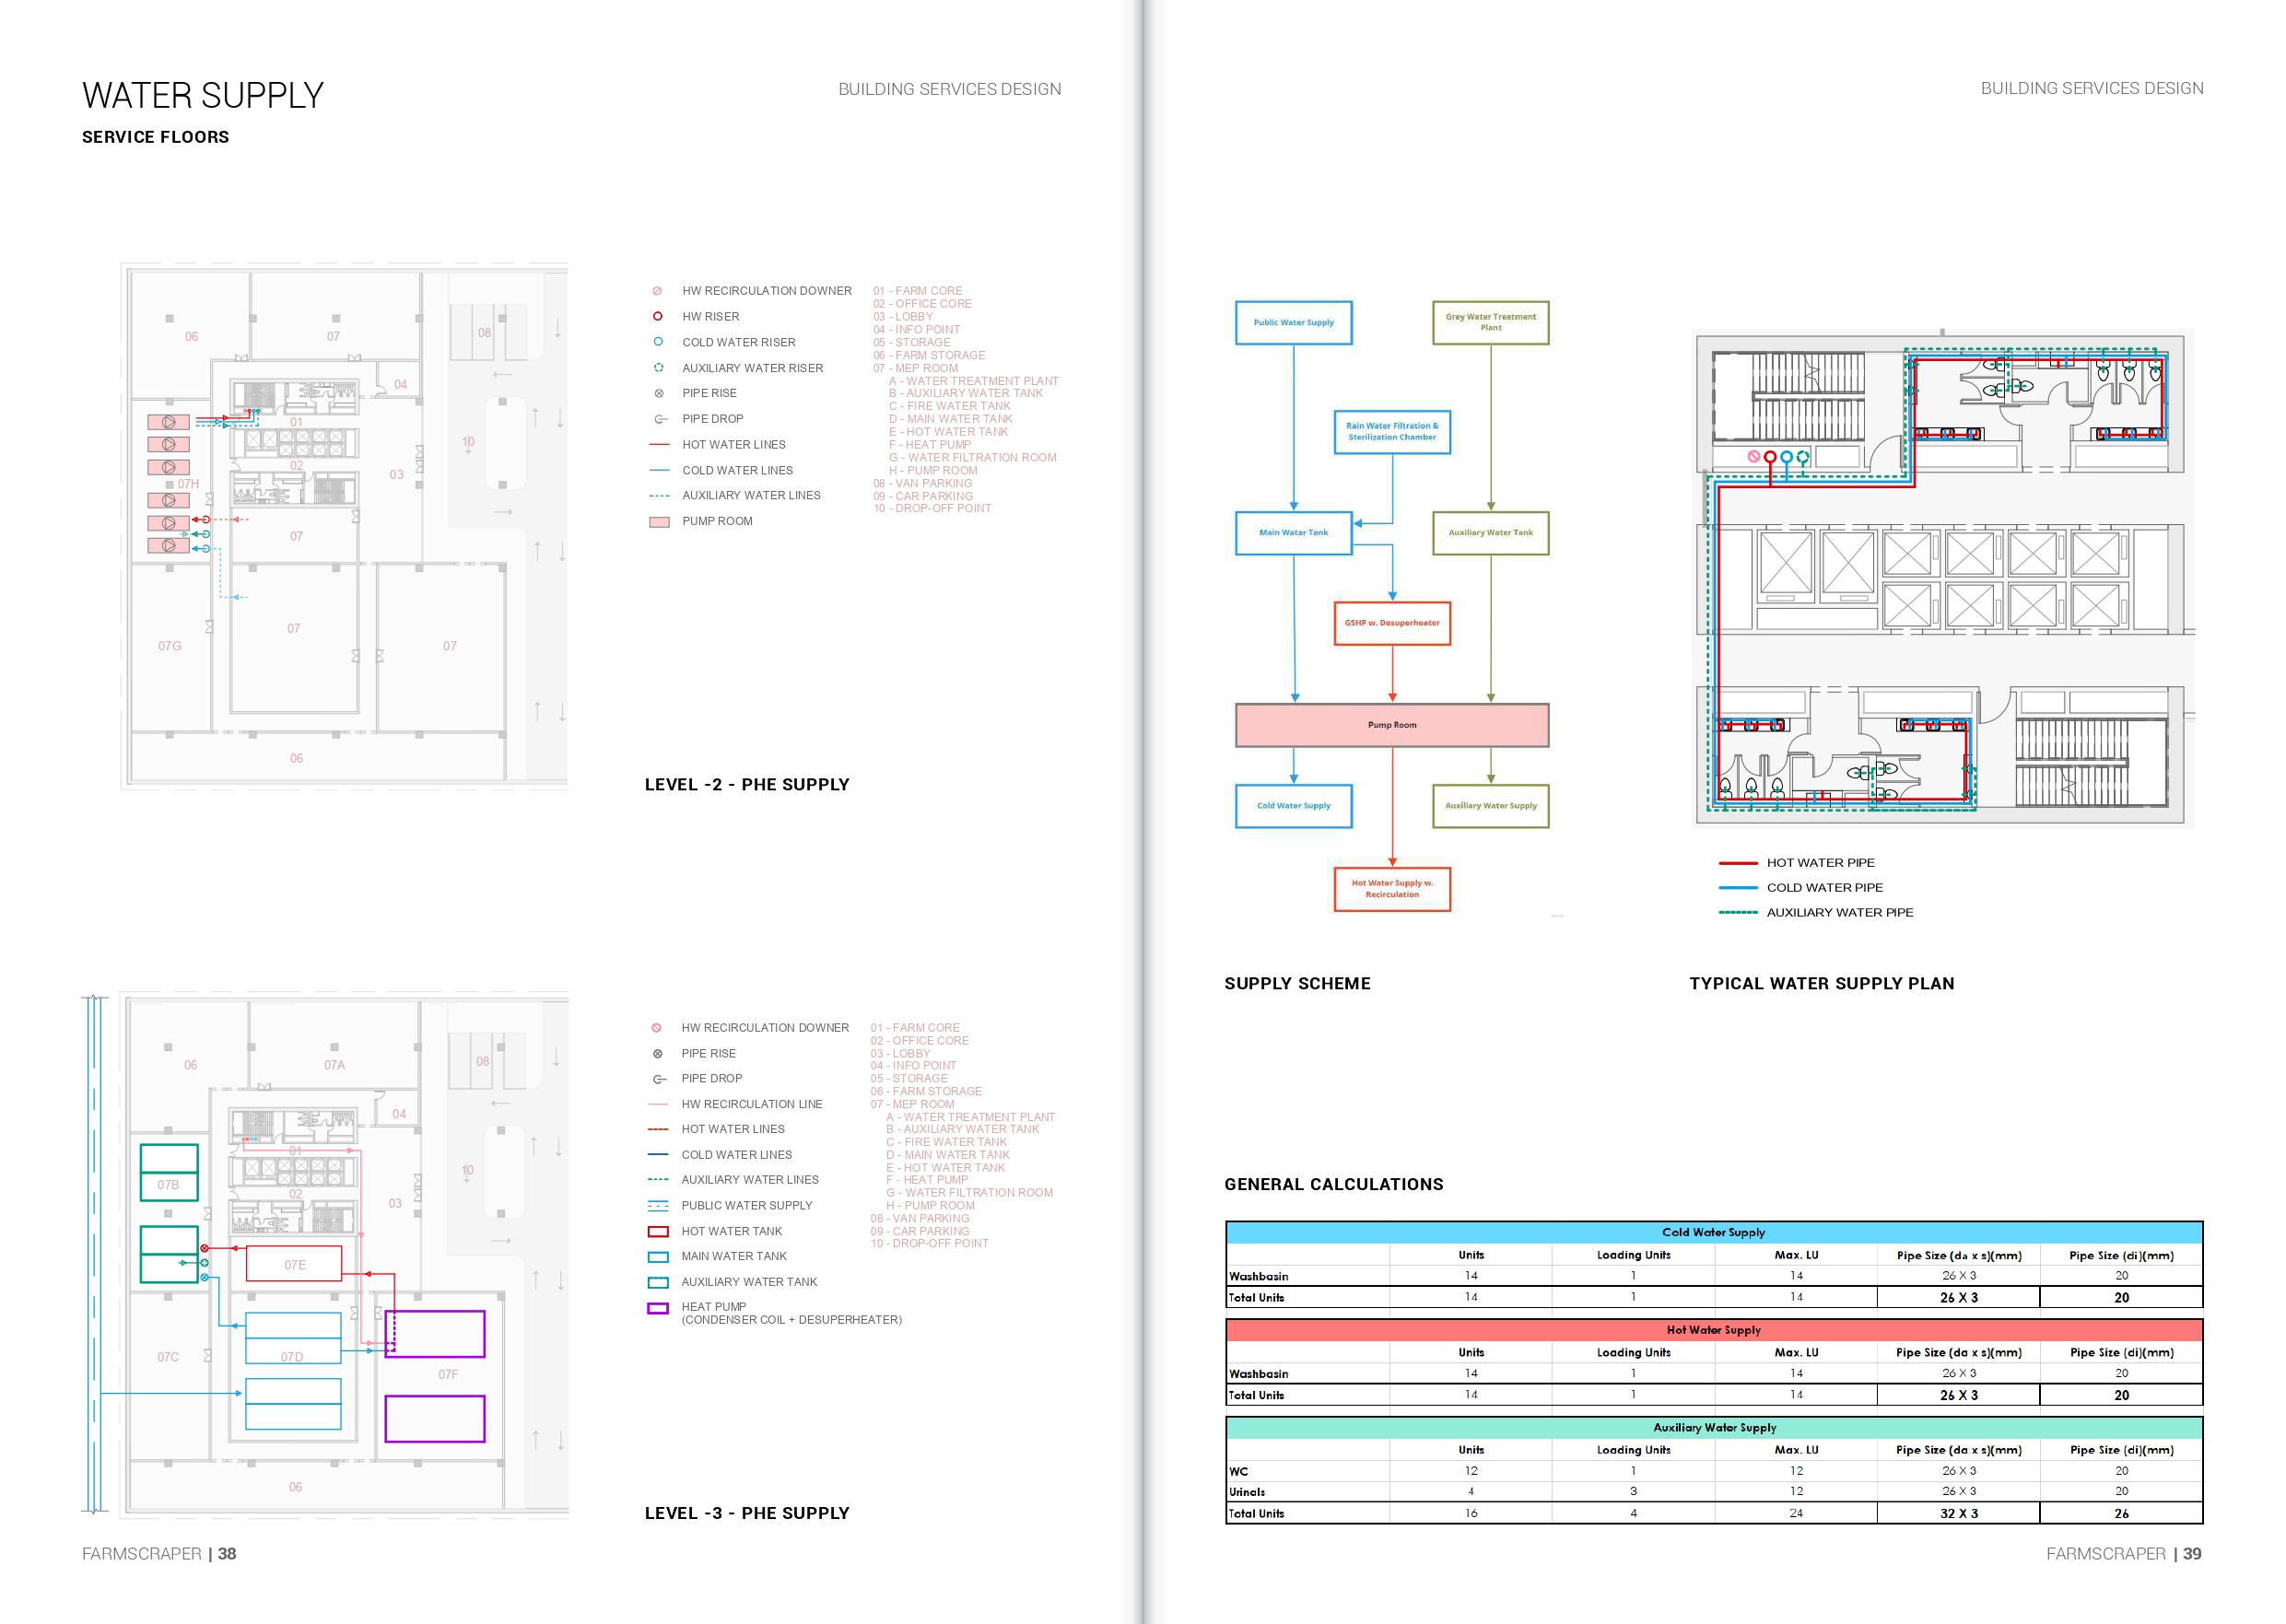 WATER SUPPLY
BUILDING SERVICES DESIGN
SERVICE FLOORS
06
07
08
04
01
10
02
03
07H
07
07
07G
07
06
HW RECIRCULATION DOWNER
HW RISER
COLD WATER RISER
AUXILIARY WATER RISER
PIPE RISE
PIPE DROP
HOT WATER LINES
COLD WATER LINES
AUXILIARY WATER LINES
PUMP ROOM
01 - FARM CORE
02 - OFFICE CORE
03 - LOBBY
04 - INFO POINT
05 - STORAGE
06 - FARM STORAGE
07 - MEP ROOM
A - WATER TREATMENT PLANT
B - AUXILIARY WATER TANK
C - FIRE WATER TANK
D - MAIN WATER TANK
E - HOT WATER TANK
F - HEAT PUMP
G - WATER FILTRATION ROOM
H - PUMP ROOM
08 - VAN PARKING
09 - CAR PARKING
10 - DROP-OFF POINT
LEVEL -2 - PHE SUPPLY
06
07A
08
04
01
10
07B
02
03
07E
07C
07D
07F
06
HW RECIRCULATION DOWNER
PIPE RISE
PIPE DROP
HW RECIRCULATION LINE
HOT WATER LINES
COLD WATER LINES
AUXILIARY WATER LINES
PUBLIC WATER SUPPLY
HOT WATER TANK
MAIN WATER TANK
AUXILIARY WATER TANK
HEAT PUMP
(CONDENSER COIL + DESUPERHEATER)
01 - FARM CORE
02 - OFFICE CORE
03 - LOBBY
04 - INFO POINT
05 - STORAGE
06 - FARM STORAGE
07 - MEP ROOM
A - WATER TREATMENT PLANT
B - AUXILIARY WATER TANK
C - FIRE WATER TANK
D - MAIN WATER TANK
E - HOT WATER TANK
F - HEAT PUMP
G - WATER FILTRATION ROOM
H - PUMP ROOM
08 - VAN PARKING
09 - CAR PARKING
10 - DROP-OFF POINT
LEVEL -3 - PHE SUPPLY
FARMSCRAPER | 38
BUILDING SERVICES DESIGN
Public Water Supply
Grey Water Treatment
Plant
Rain Water Filtration &
Sterilization Chamber
Main Water Tank
Auxiliary Water Tank
GSHP w. Desuperheater
Pump Room
Cold Water Supply
Auxiliary Water Supply
Hot Water Supply w.
Recirculation
SUPPLY SCHEME
HOT WATER PIPE
COLD WATER PIPE
AUXILIARY WATER PIPE
TYPICAL WATER SUPPLY PLAN
GENERAL CALCULATIONS
Cold Water Supply
Units Loading Units Max. LU Pipe Size (da x s)(mm) Pipe Size (di)(mm)
Washbasin 14 1 14 26 X 3 20
Total Units 14 1 14 26 X 3 20
Hot Water Supply
Units Loading Units Max. LU Pipe Size (da x s)(mm) Pipe Size (di)(mm)
Washbasin 14 1 14 26 X 3 20
Total Units 14 1 14 26 X 3 20
Auxiliary Water Supply
Units Loading Units Max. LU Pipe Size (da x s)(mm) Pipe Size (di)(mm)
WC 12 1 12 26 X 3 20
Urinals 4 3 12 26 X 3 20
Total Units 16 4 24 32 X 3 26
FARMSCRAPER | 39